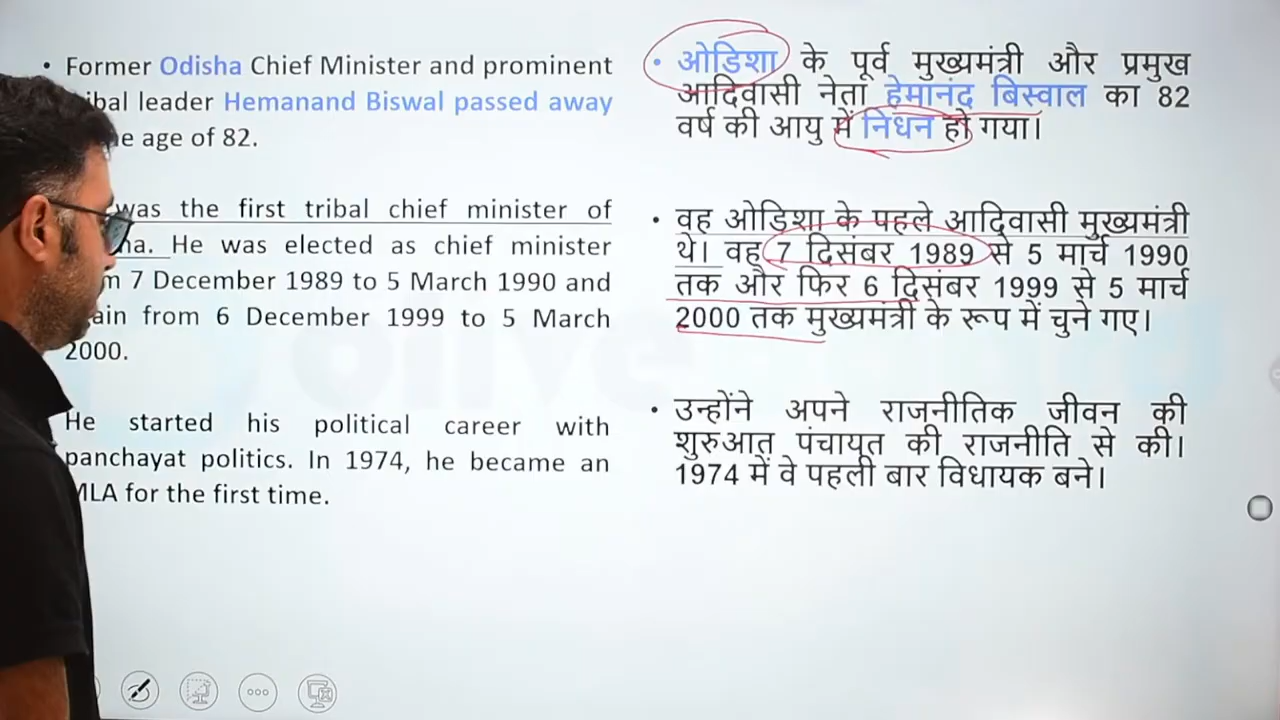 • Former Odisha Chief Minister and prominent
tribal leader Hemanand Biswal passed away
age of 82.
was the first tribal chief minister of
He was elected as chief minister
7 December 1989 to 5 March 1990 and
from 6 December 1999 to 5 March
2000.
He started his political career with
panchayat politics. In 1974, he became an
MLA for the first time.
• ओडिशा के पूर्व मुख्यमंत्री और प्रमुख
आदिवासी नेता हेमानंद बिस्वाल का 82
वर्ष की आयु में निधन हो गया।
• वह ओडिशा के पहले आदिवासी मुख्यमंत्री
थे। वह 7 दिसंबर 1989 से 5 मार्च 1990
तक और फिर 6 दिसंबर 1999 से 5 मार्च
2000 तक मुख्यमंत्री के रूप में चुने गए।
• उन्होंने अपने राजनीतिक जीवन की
शुरुआत पंचायत की राजनीति से की।
1974 में वे पहली बार विधायक बने।